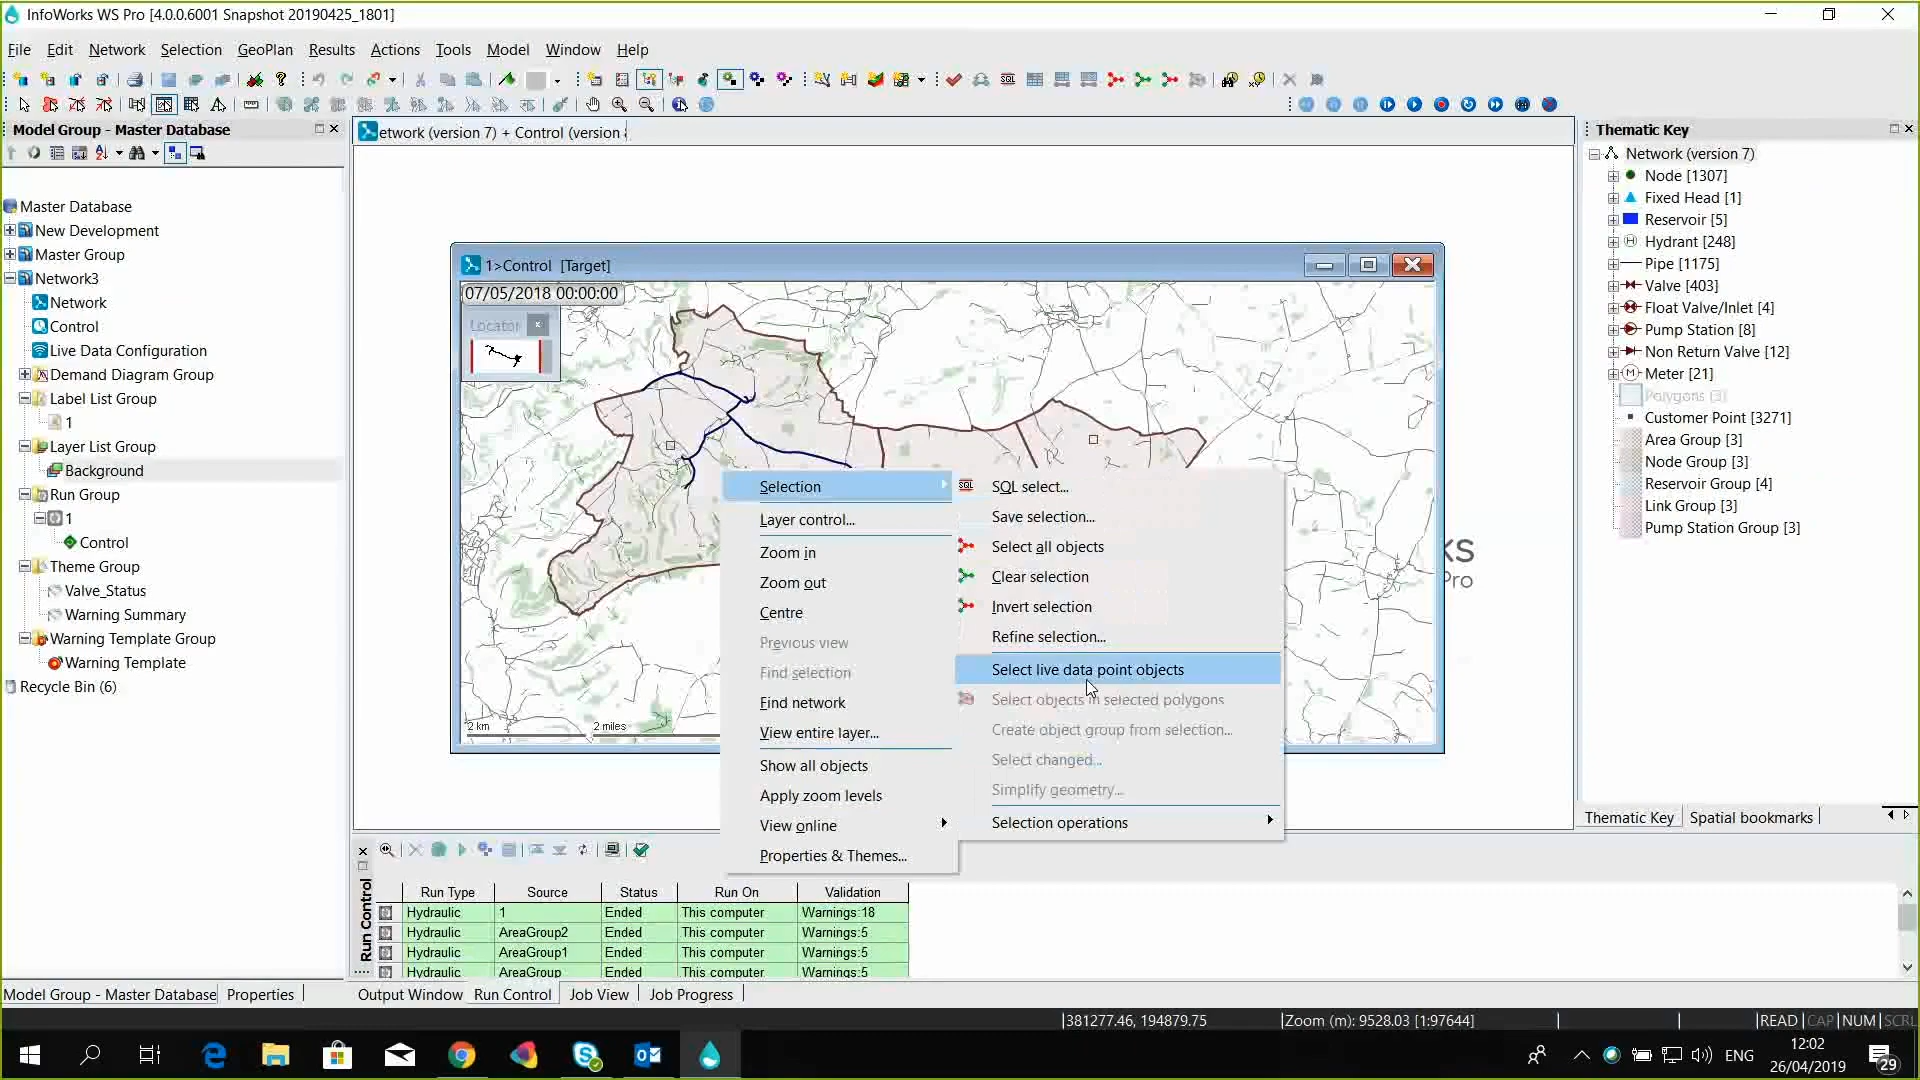 InfoWorks WS Pro [4.0.0.6001 Snapshot 20190425_1801]
File Edit Network Selection GeoPlan Results Actions Tools Model Window Help
Model Group - Master Database
Master Database
New Development
Master Group
Network3
Network
Control
Live Data Configuration
Demand Diagram Group
Label List Group
1
Layer List Group
Background
Run Group
1
Control
Theme Group
Valve_Status
Warning Summary
Warning Template Group
Warning Template
Recycle Bin (6)
Model Group - Master Database Properties
etwork (version 7) + Control (version
1>Control [Target]
07/05/2018 00:00:00
Locator
2 km
2 miles
Selection
Layer control...
Zoom in
Zoom out
Centre
Previous view
Find selection
Find network
View entire layer...
Show all objects
Apply zoom levels
View online
Properties & Themes...
SQL select...
Save selection...
Select all objects
Clear selection
Invert selection
Refine selection...
Select live data point objects
Select objects in selected polygons
Create object group from selection...
Select changed...
Simplify geometry...
Selection operations
KS
Pro
Thematic Key
Network (version 7)
Node [1307]
Fixed Head [1]
Reservoir [5]
Hydrant [248]
Pipe [1175]
Valve [403]
Float Valve/Inlet [4]
Pump Station [8]
Non Return Valve [12]
Meter [21]
Polygons [3]
Customer Point [3271]
Area Group [3]
Node Group [3]
Reservoir Group [4]
Link Group [3]
Pump Station Group [3]
Thematic Key Spatial bookmarks
Run Control
Run Type Source Status Run On Validation
Hydraulic 1 Ended This computer Warnings:18
Hydraulic AreaGroup2 Ended This computer Warnings:5
Hydraulic AreaGroup1 Ended This computer Warnings:5
Hydraulic AreaGroup Ended This computer Warnings:5
Output Window Run Control Job View Job Progress
381277.46, 194879.75 Zoom (m): 9528.03 [1:97644] READ CAP NUM SCRL
ENG
12:02
26/04/2019
29